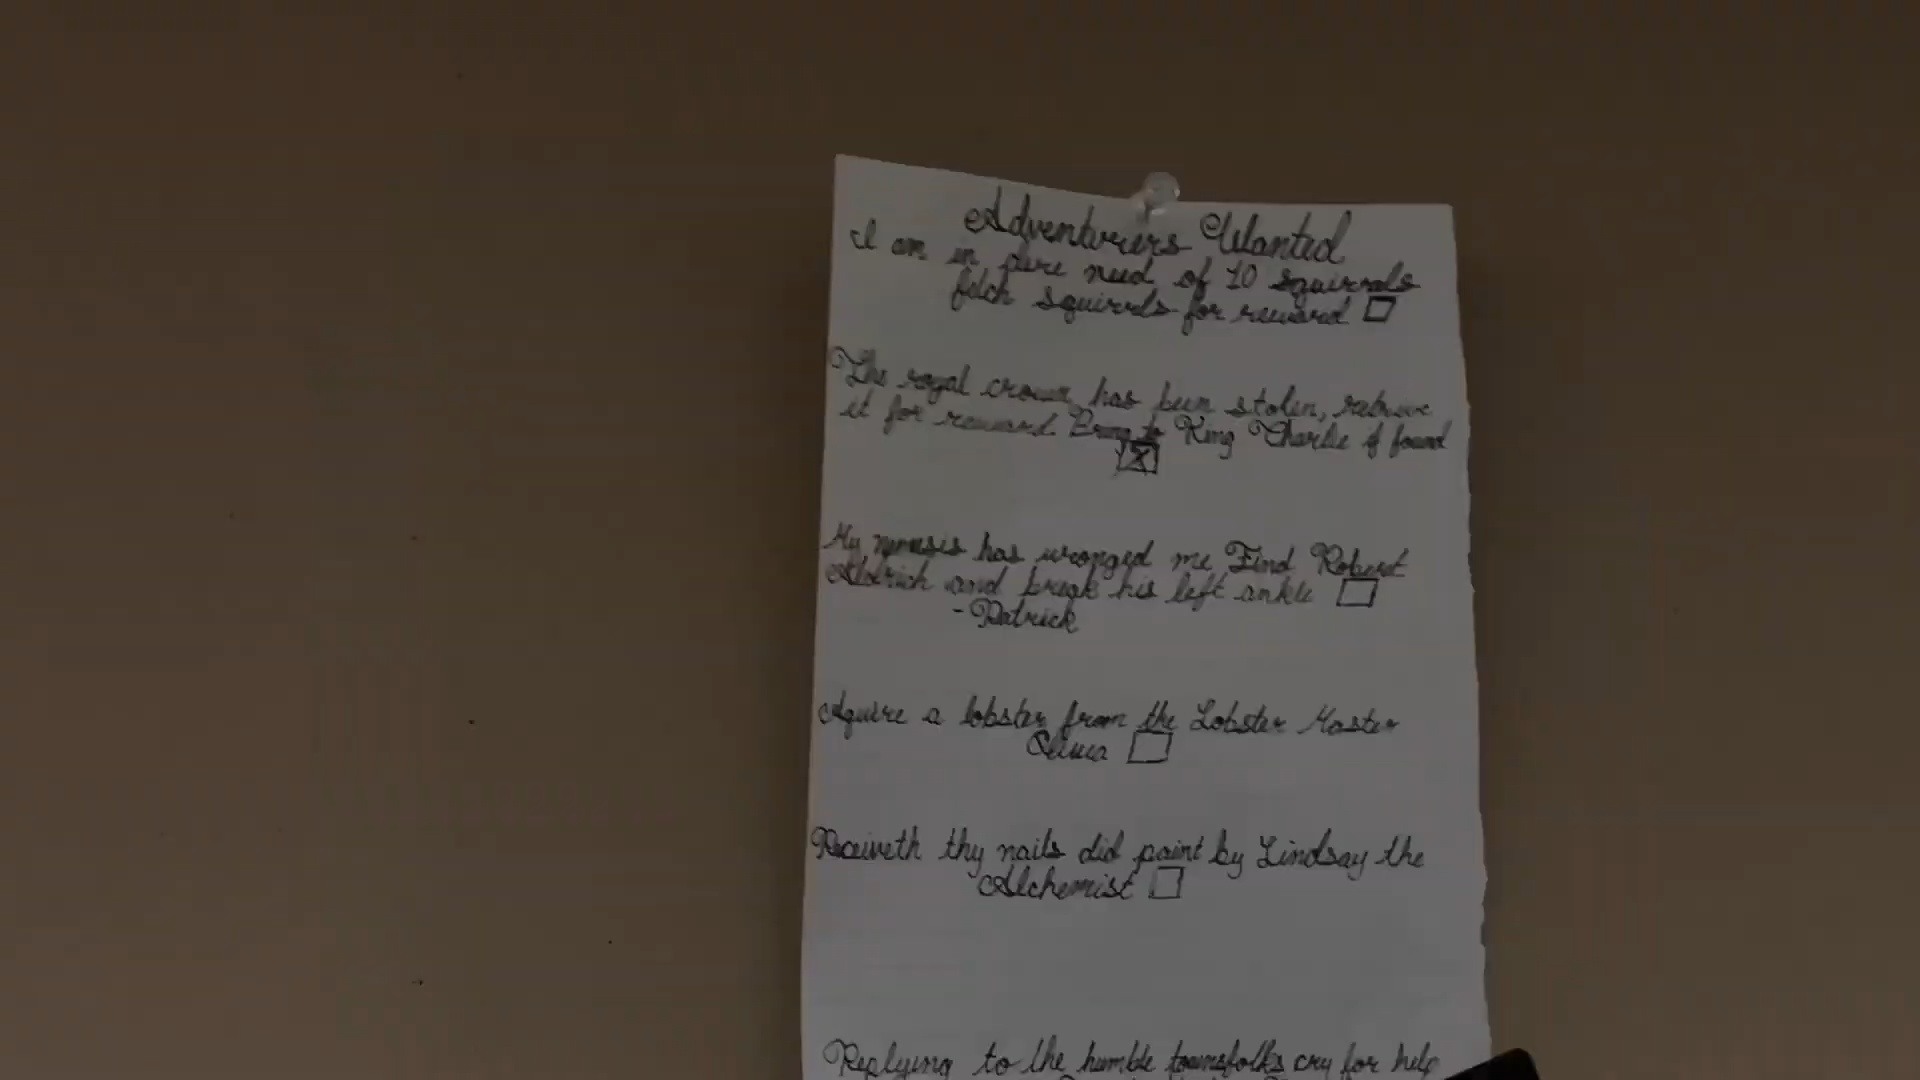 Adventurers Wanted
I am in dire need of 10 squirrels
fetch squirrels for reward
The royal crown has been stolen, retrieve
it for reward Bring to King Charlie if found
X
My nemesis has wronged me Find Robert
Aldrich and break his left ankle
- Patrick
Aquire a lobster from the Lobster Master
Receiveth thy nails did paint by Lindsay the
Alchemist
Replying to the humble townsfolks cry for help